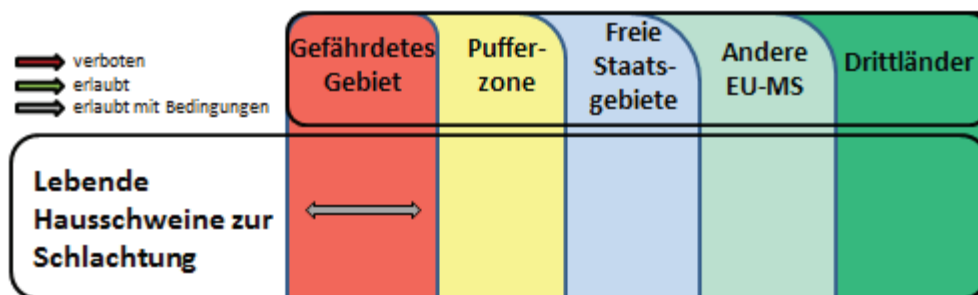 verboten
erlaubt
erlaubt mit Bedingungen
Gefährdetes
Gebiet
Puffer-
zone
Freie
Staats-
gebiete
Andere
EU-MS
Drittländer
Lebende
Hausschweine zur
Schlachtung